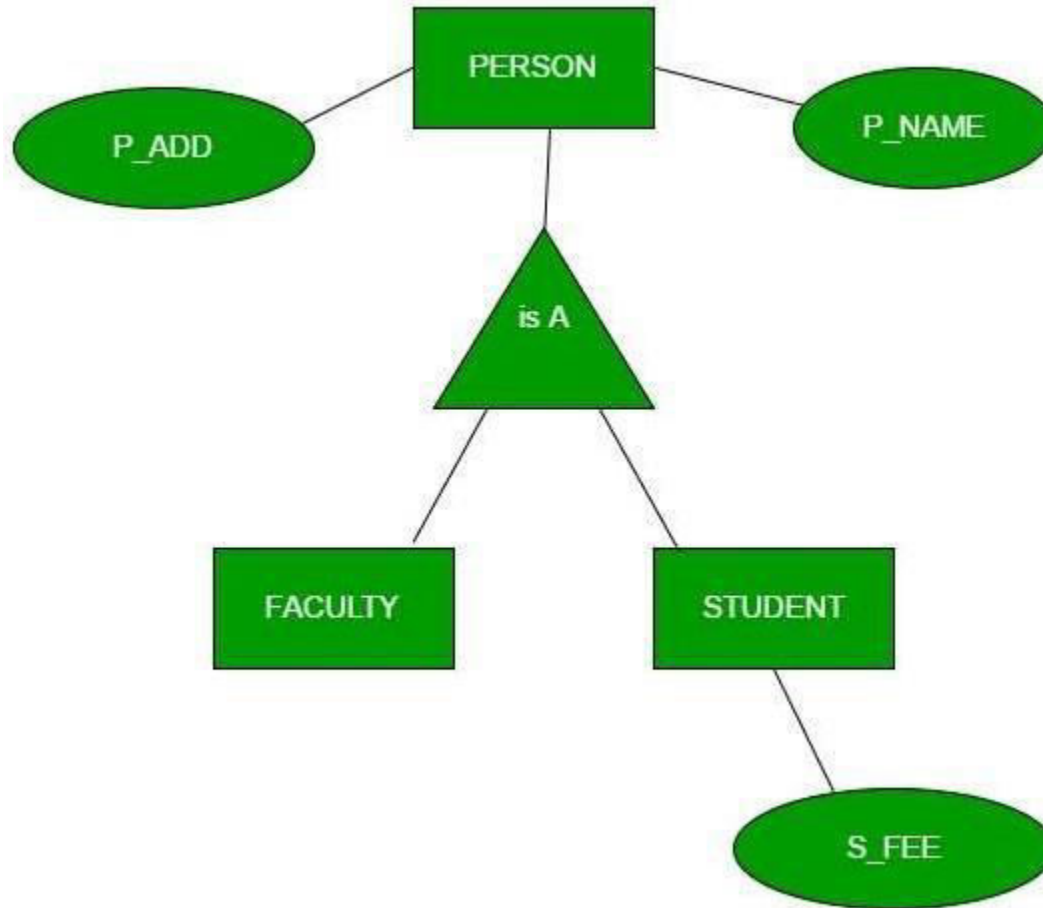 PERSON
P_ADD
P_NAME
is A
FACULTY
STUDENT
S_FEE